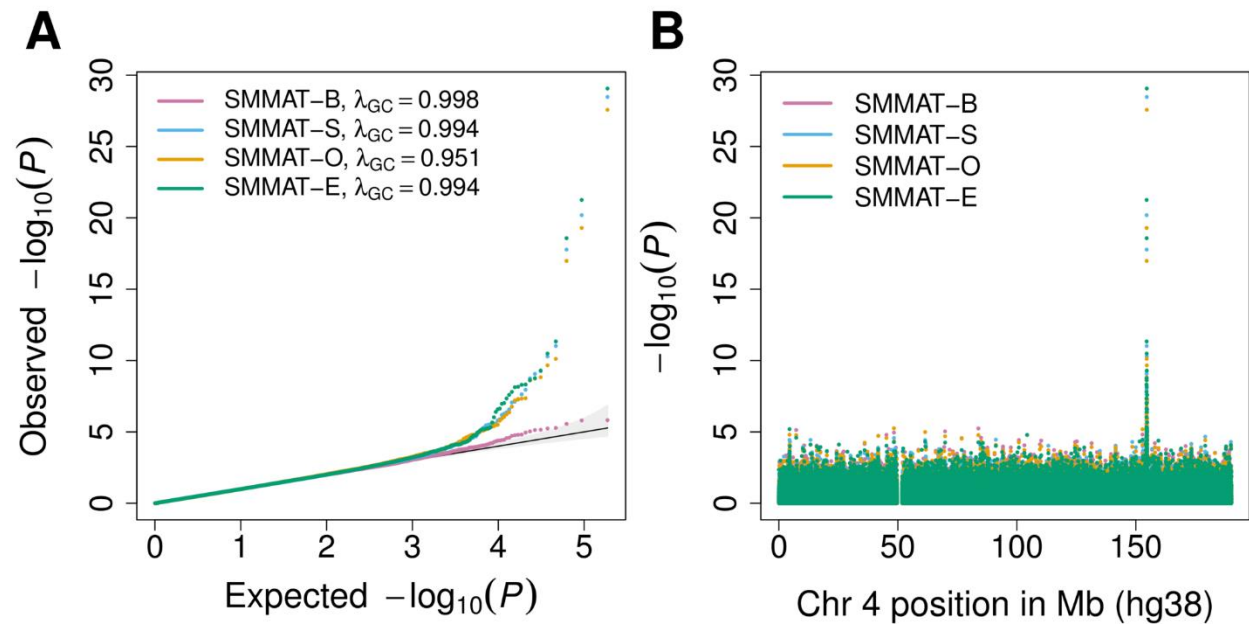 A
Observed −log₁₀(P)
30
25
20
15
10
5
0
SMMAT−B, λGC = 0.998
SMMAT−S, λGC = 0.994
SMMAT−O, λGC = 0.951
SMMAT−E, λGC = 0.994
0 1 2 3 4 5
Expected −log₁₀(P)
B
−log₁₀(P)
30
25
20
15
10
5
0
SMMAT−B
SMMAT−S
SMMAT−O
SMMAT−E
0 50 100 150
Chr 4 position in Mb (hg38)